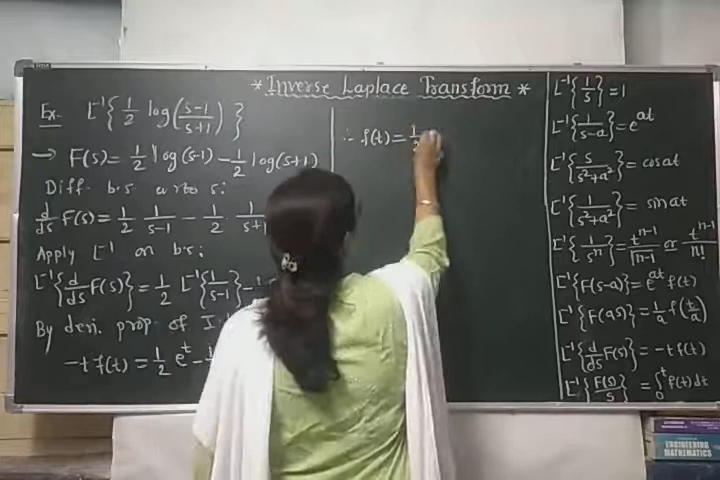 * Inverse Laplace Transform *
Ex. L⁻¹{ 1/2 log((s-1)/(s+1)) }
→ F(s) = 1/2 log(s-1) - 1/2 log(s+1)
Diff. b.s w.r.to s:
d/ds F(s) = 1/2 1/(s-1) - 1/2 · 1/(s+1
Apply L⁻¹ on b.s;
L⁻¹{d/ds F(s)} = 1/2 L⁻¹{1/(s-1)} -
By deri. prop. of I.
-t f(t) = 1/2 e^t -
∴ f(t) = 1/2
L⁻¹{1/s} = 1
L⁻¹{1/(s-a)} = e^at
L⁻¹{s/(s²+a²)} = cos at
L⁻¹{1/(s²+a²)} = sin at
L⁻¹{1/sⁿ} = t^(n-1)/Γn-1 or t^(n-1)/n!
L⁻¹{F(s-a)} = e^at f(t)
L⁻¹{F(as)} = 1/a f(t/a)
L⁻¹{d/ds F(s)} = -t f(t)
L⁻¹{F(s)/s} = ∫₀ᵗ f(t) dt
ENGINEERING
MATHEMATICS